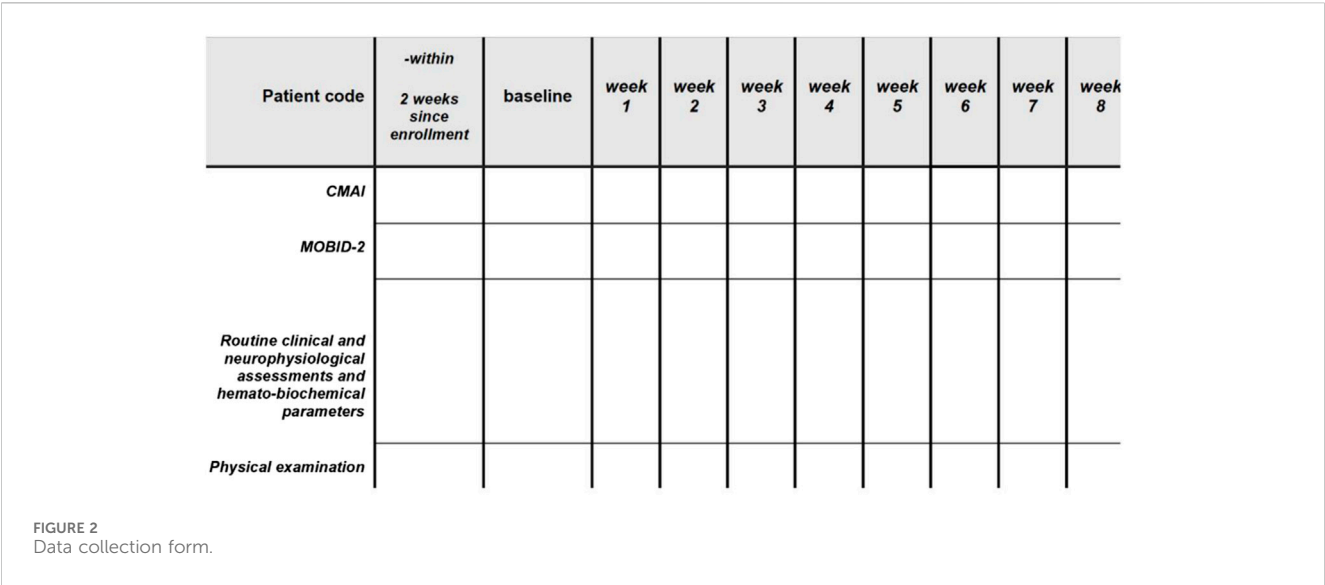 Patient code
-within
2 weeks
since
enrollment
baseline
week
1
week
2
week
3
week
4
week
5
week
6
week
7
week
8
CMAI
MOBID-2
Routine clinical and
neurophysiological
assessments and
hemato-biochemical
parameters
Physical examination
FIGURE 2
Data collection form.